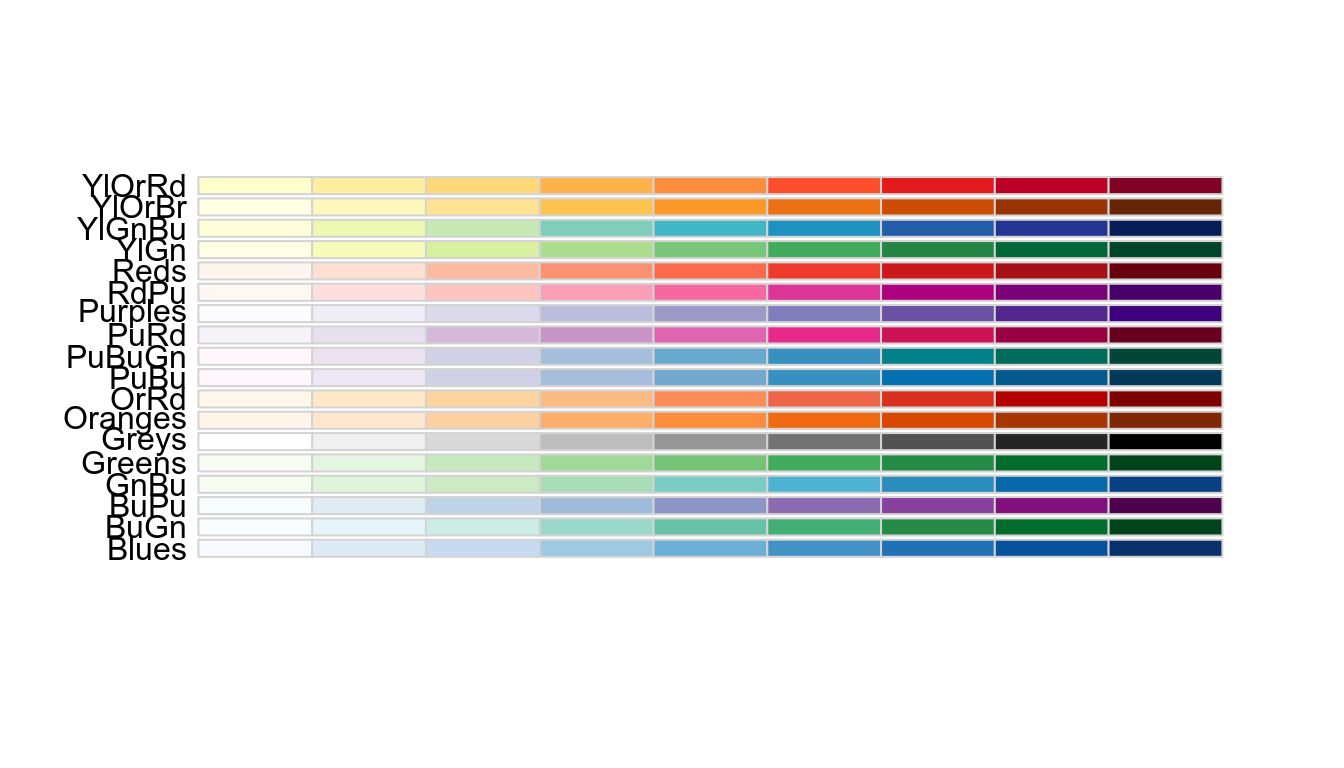 YlOrRd
YlOrBr
YlGnBu
YlGn
Reds
RdPu
Purples
PuRd
PuBuGn
PuBu
OrRd
Oranges
Greys
Greens
GnBu
BuPu
BuGn
Blues